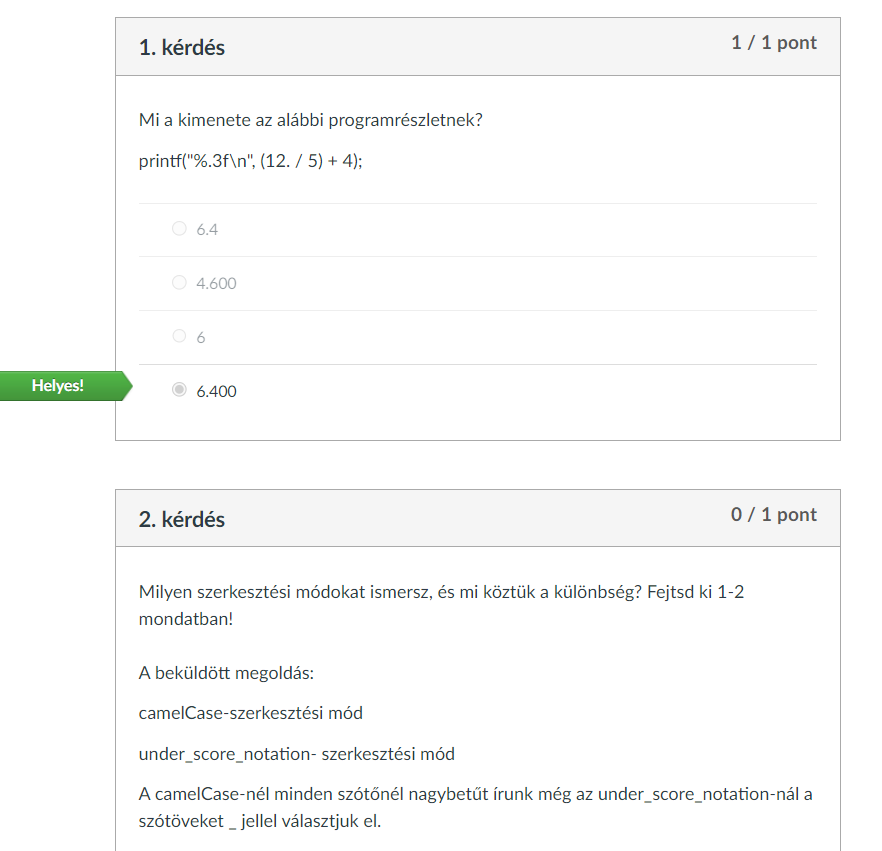 1. kérdés
1 / 1 pont
Mi a kimenete az alábbi programrészletnek?
printf("%.3f\n", (12. / 5) + 4);
6.4
4.600
6
Helyes!
6.400
2. kérdés
0 / 1 pont
Milyen szerkesztési módokat ismersz, és mi köztük a különbség? Fejtsd ki 1-2
mondatban!
A beküldött megoldás:
camelCase-szerkesztési mód
under_score_notation- szerkesztési mód
A camelCase-nél minden szótőnél nagybetűt írunk még az under_score_notation-nál a
szótöveket _ jellel választjuk el.